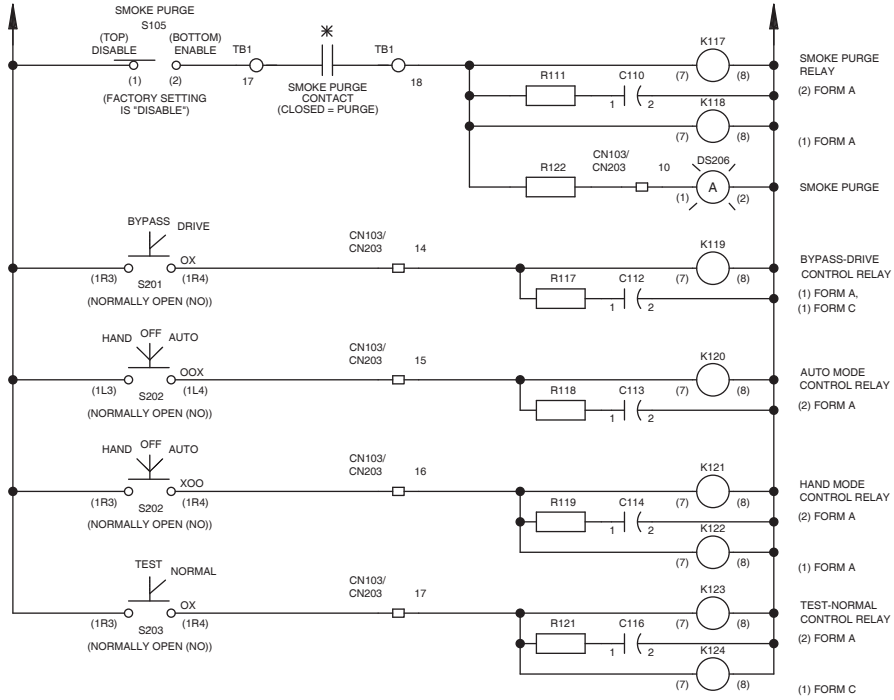 SMOKE PURGE
S105
(TOP) (BOTTOM)
DISABLE ENABLE
TB1
TB1
(1) (2)
17
18
(FACTORY SETTING
IS "DISABLE")
SMOKE PURGE
CONTACT
(CLOSED = PURGE)
K117
(7) (8)
SMOKE PURGE
RELAY
R111 C110
1 2
(2) FORM A
K118
(7) (8)
(1) FORM A
R122
CN103/
CN203
10
DS206
A
(1) (2)
SMOKE PURGE
BYPASS DRIVE
OX
(1R3) (1R4)
S201
(NORMALLY OPEN (NO))
CN103/
CN203
14
K119
(7) (8)
BYPASS-DRIVE
CONTROL RELAY
R117 C112
1 2
(1) FORM A,
(1) FORM C
HAND OFF AUTO
OOX
(1L3) (1L4)
S202
(NORMALLY OPEN (NO))
CN103/
CN203
15
K120
(7) (8)
AUTO MODE
CONTROL RELAY
R118 C113
1 2
(2) FORM A
HAND OFF AUTO
XOO
(1R3) (1R4)
S202
(NORMALLY OPEN (NO))
CN103/
CN203
16
K121
(7) (8)
HAND MODE
CONTROL RELAY
R119 C114
1 2
(2) FORM A
K122
(7) (8)
(1) FORM A
TEST NORMAL
OX
(1R3) (1R4)
S203
(NORMALLY OPEN (NO))
CN103/
CN203
17
K123
(7) (8)
TEST-NORMAL
CONTROL RELAY
R121 C116
1 2
(2) FORM A
K124
(7) (8)
(1) FORM C